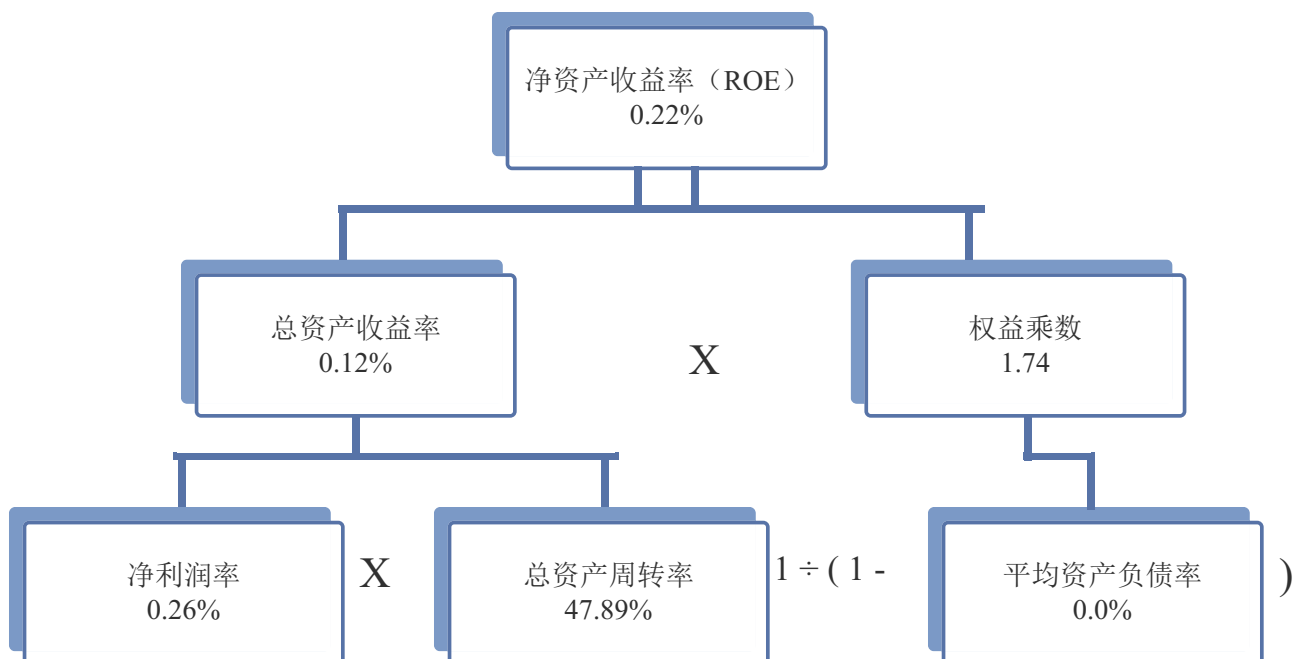 净资产收益率（ROE）
0.22%
总资产收益率
0.12%
X
权益乘数
1.74
净利润率
0.26%
X
总资产周转率
47.89%
1 ÷ ( 1 -
平均资产负债率
0.0%
)